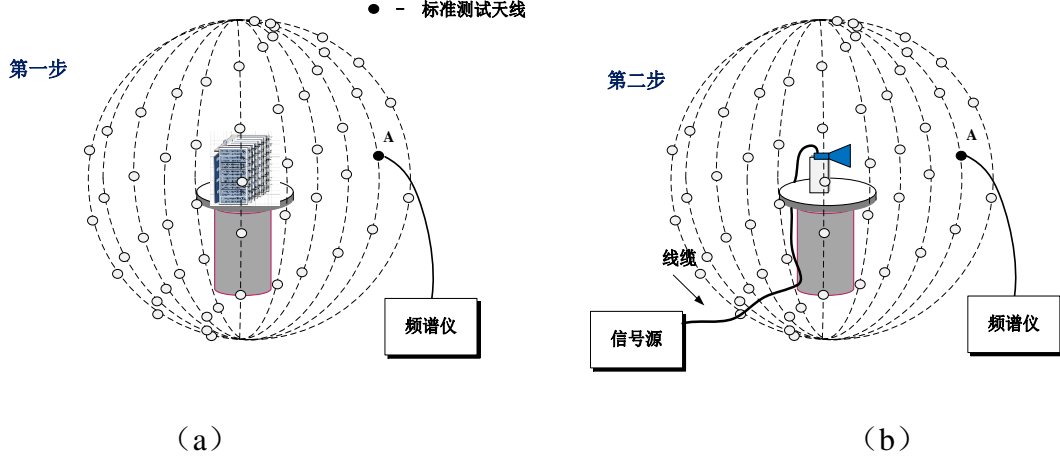 ● - 标准测试天线
第一步
A
频谱仪
（a）
第二步
A
线缆
信号源
频谱仪
（b）